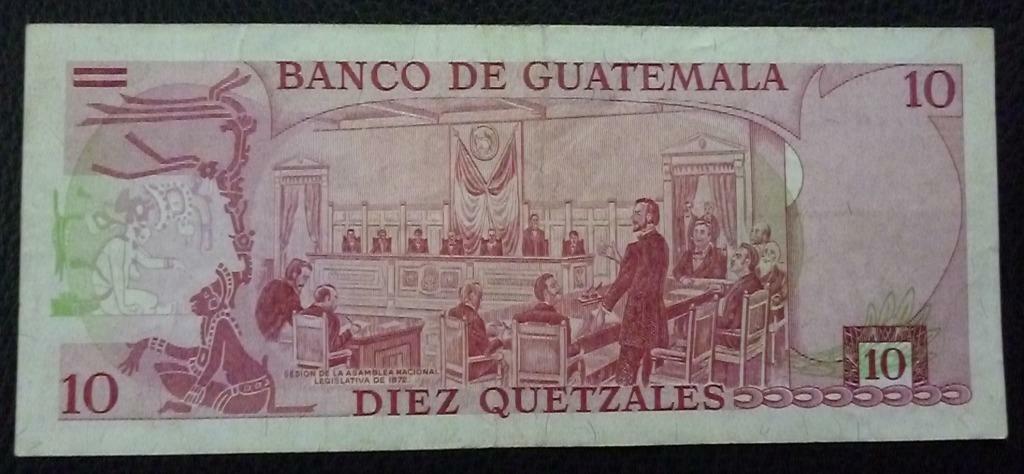 BANCO DE GUATEMALA
10
SESION DE LA ASAMBLEA NACIONAL
LEGISLATIVA DE 1872.
10
10
DIEZ QUETZALES